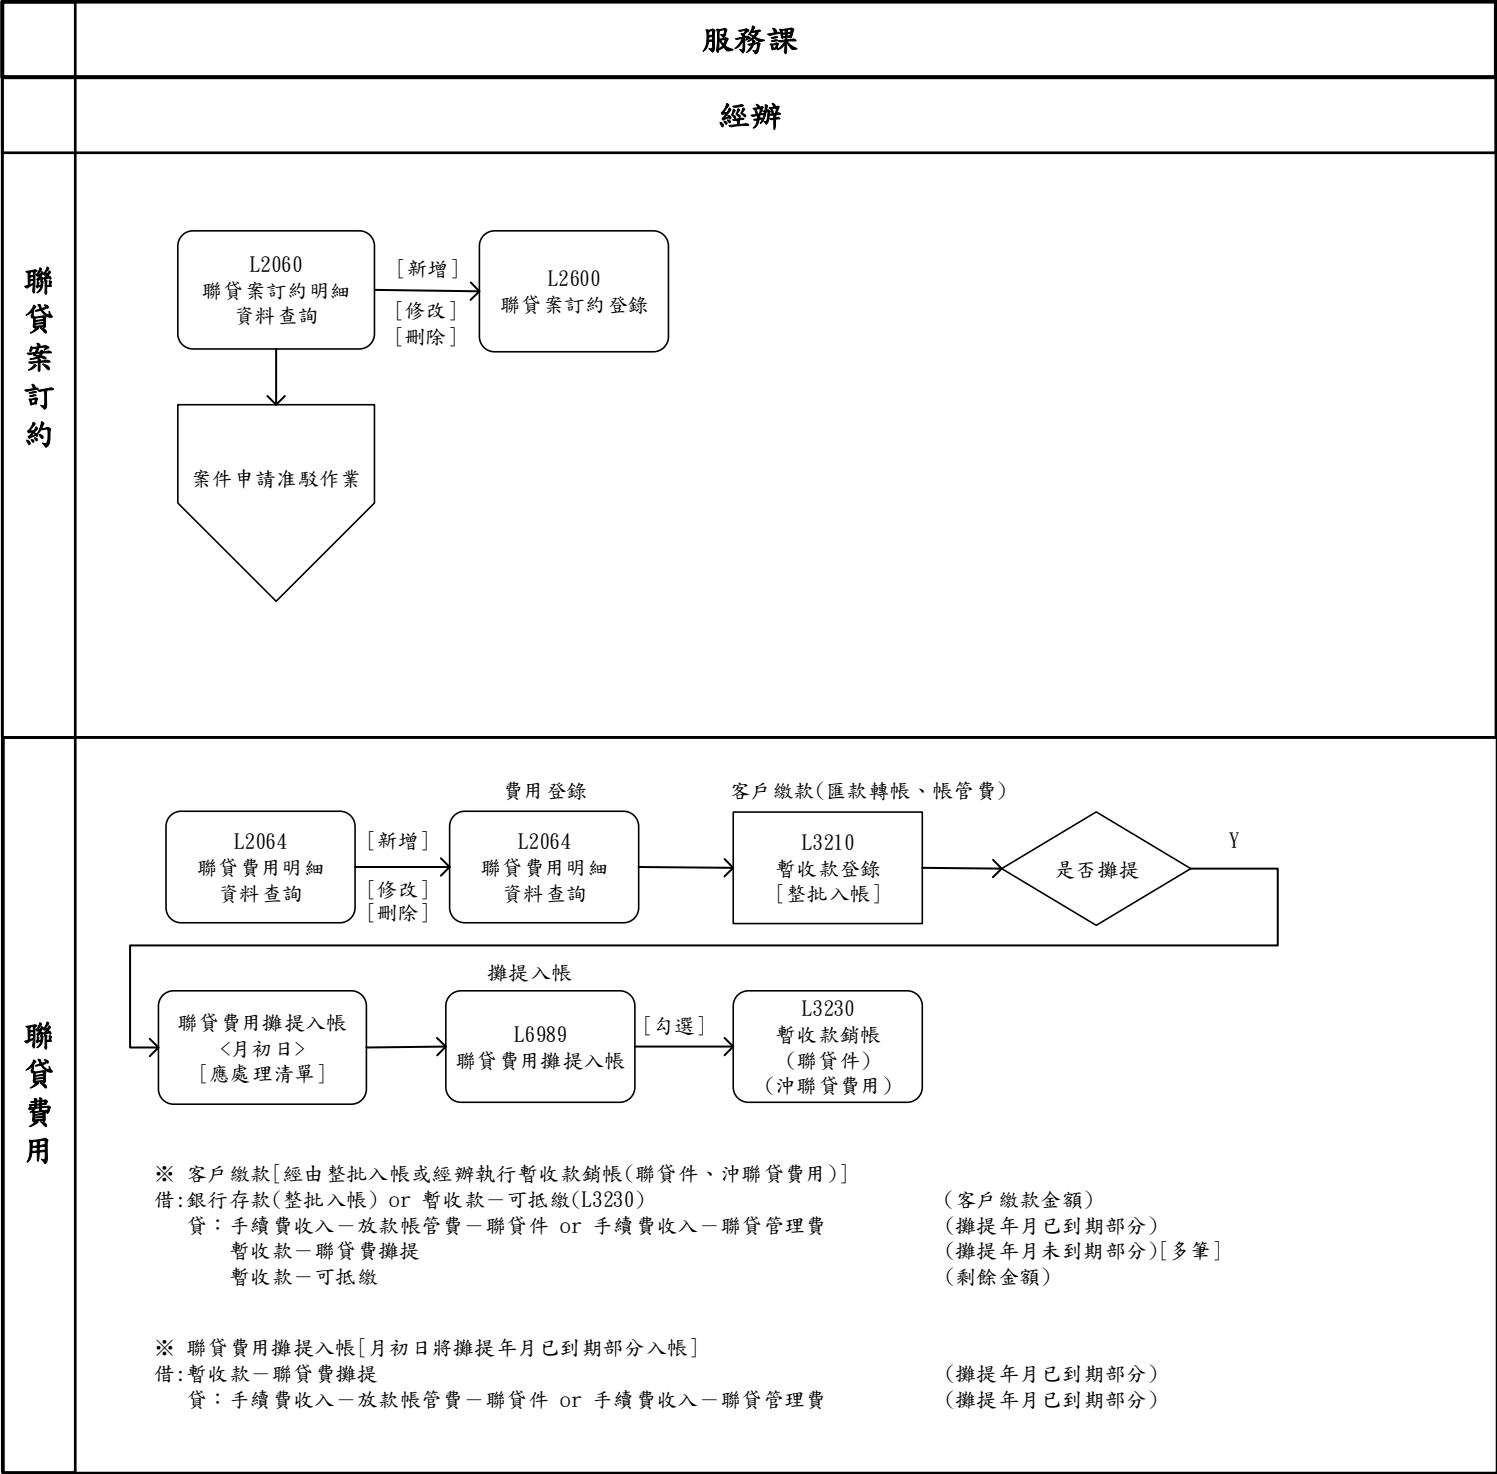 服務課
經辦
聯貸案訂約
L2060
聯貸案訂約明細
資料查詢
[新增]
[修改]
[刪除]
L2600
聯貸案訂約登錄
案件申請准駁作業
聯貸費用
費用登錄
客戶繳款(匯款轉帳、帳管費)
L2064
聯貸費用明細
資料查詢
[新增]
[修改]
[刪除]
L2064
聯貸費用明細
資料查詢
L3210
暫收款登錄
[整批入帳]
是否攤提
Y
攤提入帳
聯貸費用攤提入帳
<月初日>
[應處理清單]
L6989
聯貸費用攤提入帳
[勾選]
L3230
暫收款銷帳
(聯貸件)
(沖聯貸費用)
※ 客戶繳款[經由整批入帳或經辦執行暫收款銷帳(聯貸件、沖聯貸費用)]
借:銀行存款(整批入帳) or 暫收款－可抵繳(L3230) (客戶繳款金額)
貸：手續費收入－放款帳管費－聯貸件 or 手續費收入－聯貸管理費 (攤提年月已到期部分)
暫收款－聯貸費攤提 (攤提年月未到期部分)[多筆]
暫收款－可抵繳 (剩餘金額)
※ 聯貸費用攤提入帳[月初日將攤提年月已到期部分入帳]
借:暫收款－聯貸費攤提 (攤提年月已到期部分)
貸：手續費收入－放款帳管費－聯貸件 or 手續費收入－聯貸管理費 (攤提年月已到期部分)